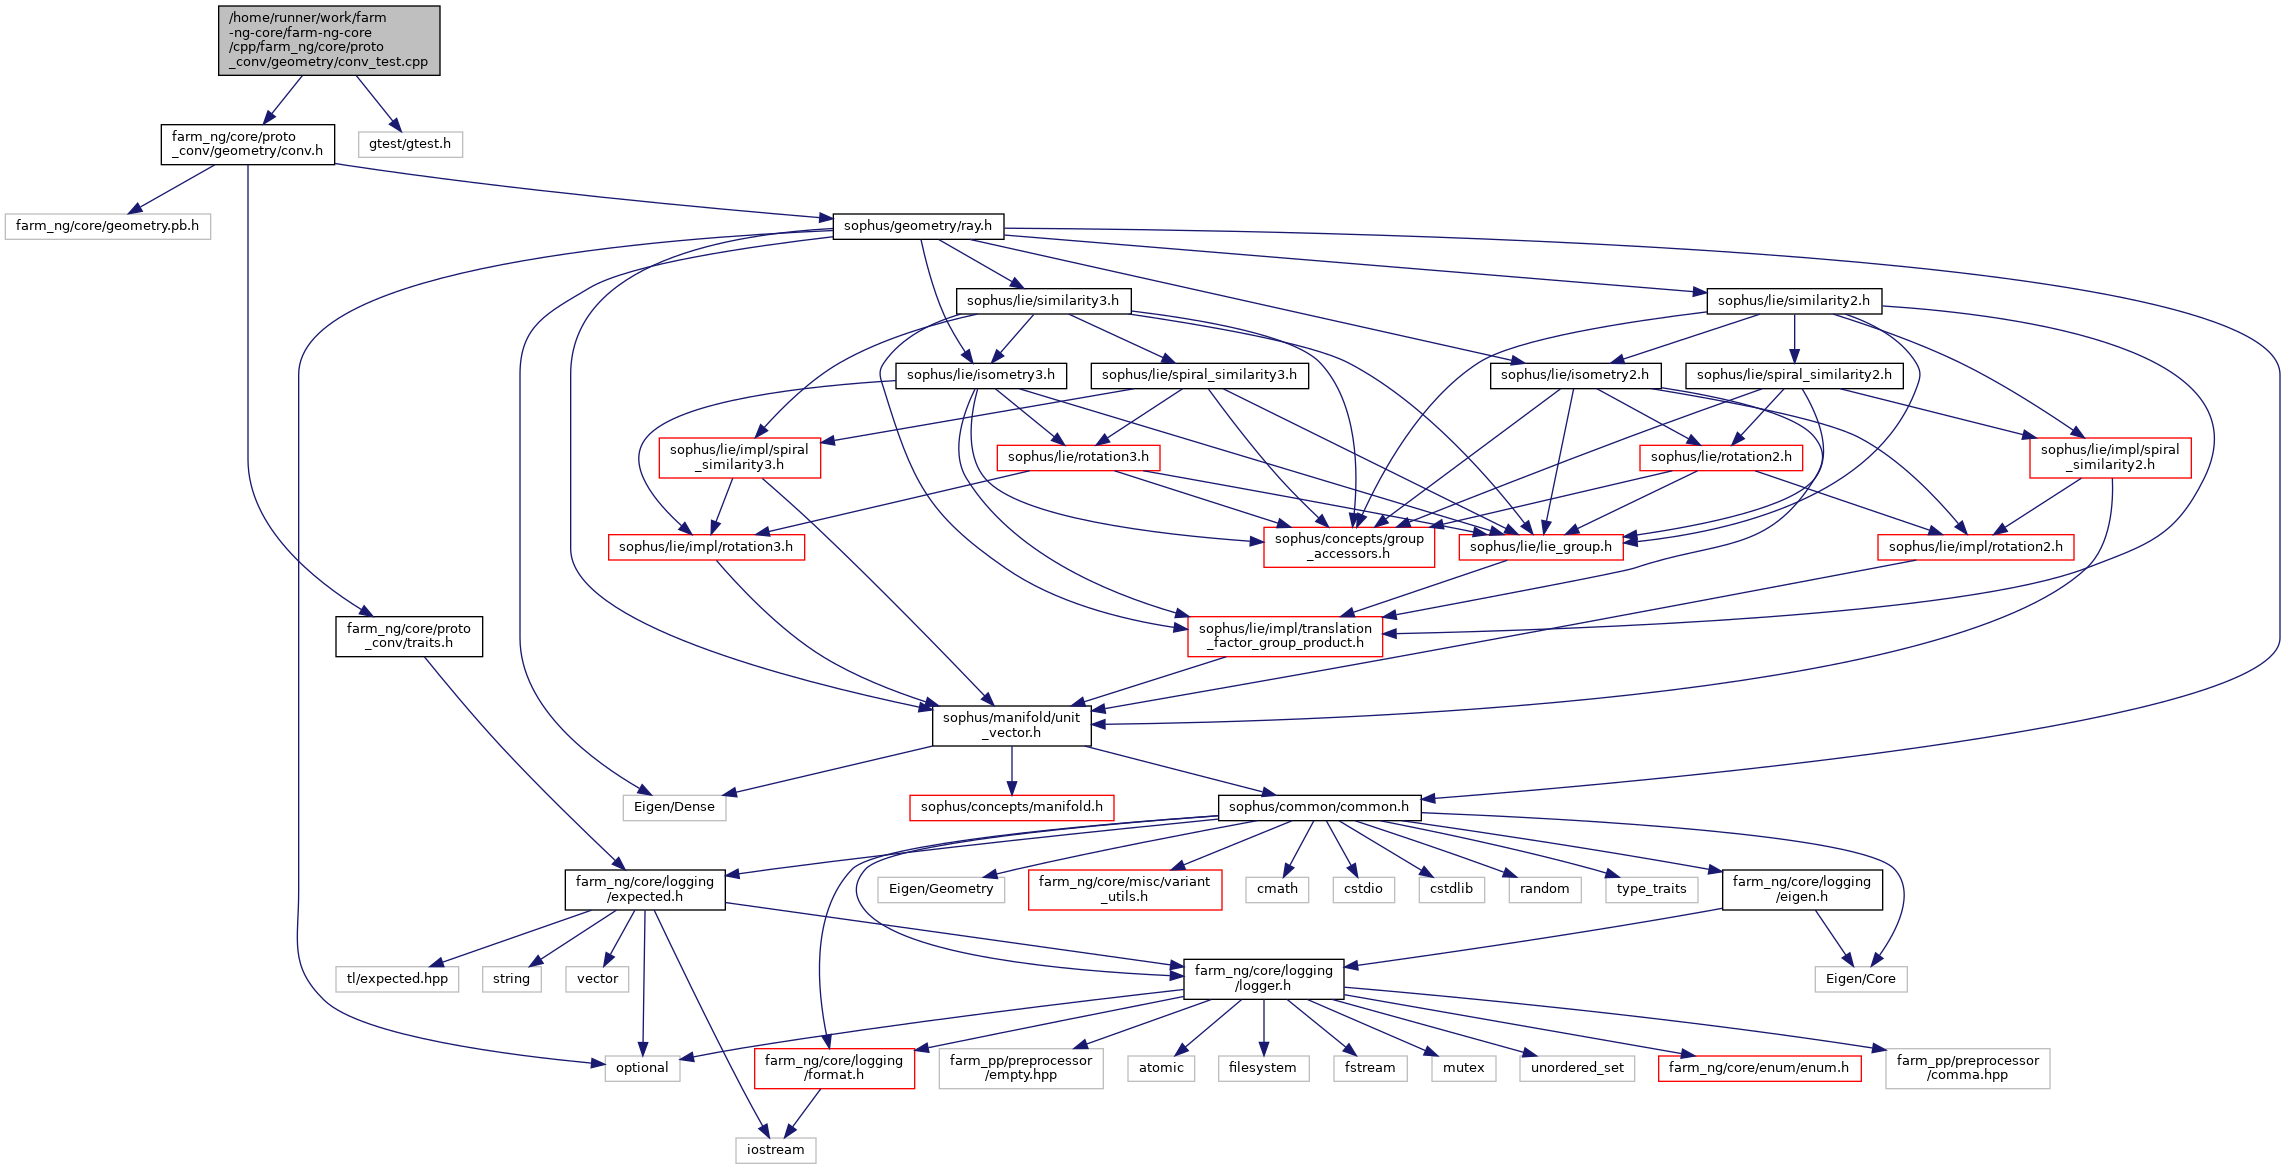 /home/runner/work/farm
-ng-core/farm-ng-core
/cpp/farm_ng/core/proto
_conv/geometry/conv_test.cpp
farm_ng/core/proto
_conv/geometry/conv.h
gtest/gtest.h
farm_ng/core/geometry.pb.h
sophus/geometry/ray.h
sophus/lie/similarity3.h
sophus/lie/similarity2.h
sophus/lie/isometry3.h
sophus/lie/spiral_similarity3.h
sophus/lie/isometry2.h
sophus/lie/spiral_similarity2.h
sophus/lie/impl/spiral
_similarity3.h
sophus/lie/rotation3.h
sophus/lie/rotation2.h
sophus/lie/impl/spiral
_similarity2.h
sophus/lie/impl/rotation3.h
sophus/concepts/group
_accessors.h
sophus/lie/lie_group.h
sophus/lie/impl/rotation2.h
farm_ng/core/proto
_conv/traits.h
sophus/lie/impl/translation
_factor_group_product.h
sophus/manifold/unit
_vector.h
Eigen/Dense
sophus/concepts/manifold.h
sophus/common/common.h
farm_ng/core/logging
/expected.h
Eigen/Geometry
farm_ng/core/misc/variant
_utils.h
cmath
cstdio
cstdlib
random
type_traits
farm_ng/core/logging
/eigen.h
tl/expected.hpp
string
vector
farm_ng/core/logging
/logger.h
Eigen/Core
optional
farm_ng/core/logging
/format.h
farm_pp/preprocessor
/empty.hpp
atomic
filesystem
fstream
mutex
unordered_set
farm_ng/core/enum/enum.h
farm_pp/preprocessor
/comma.hpp
iostream